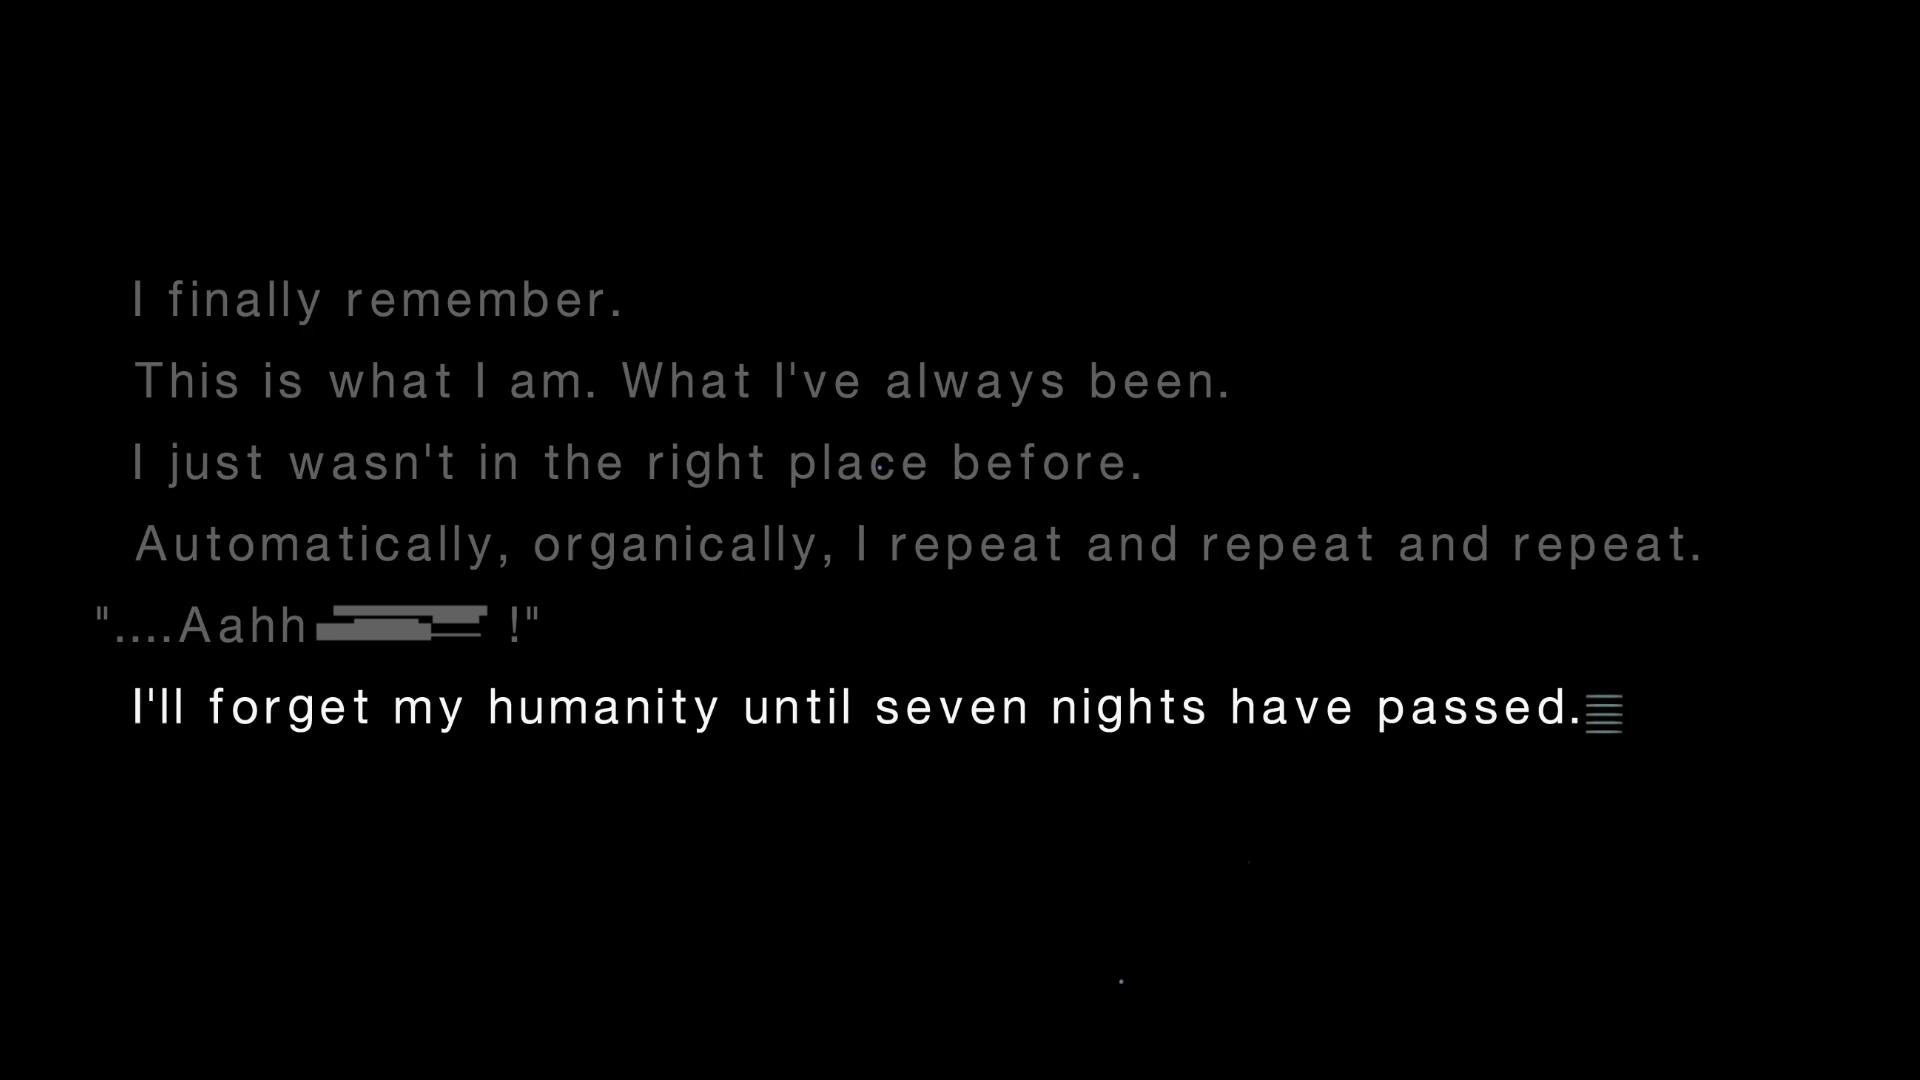 I finally remember.
This is what I am. What I've always been.
I just wasn't in the right place before.
Automatically, organically, I repeat and repeat and repeat.
"....Aahh !"
I'll forget my humanity until seven nights have passed.